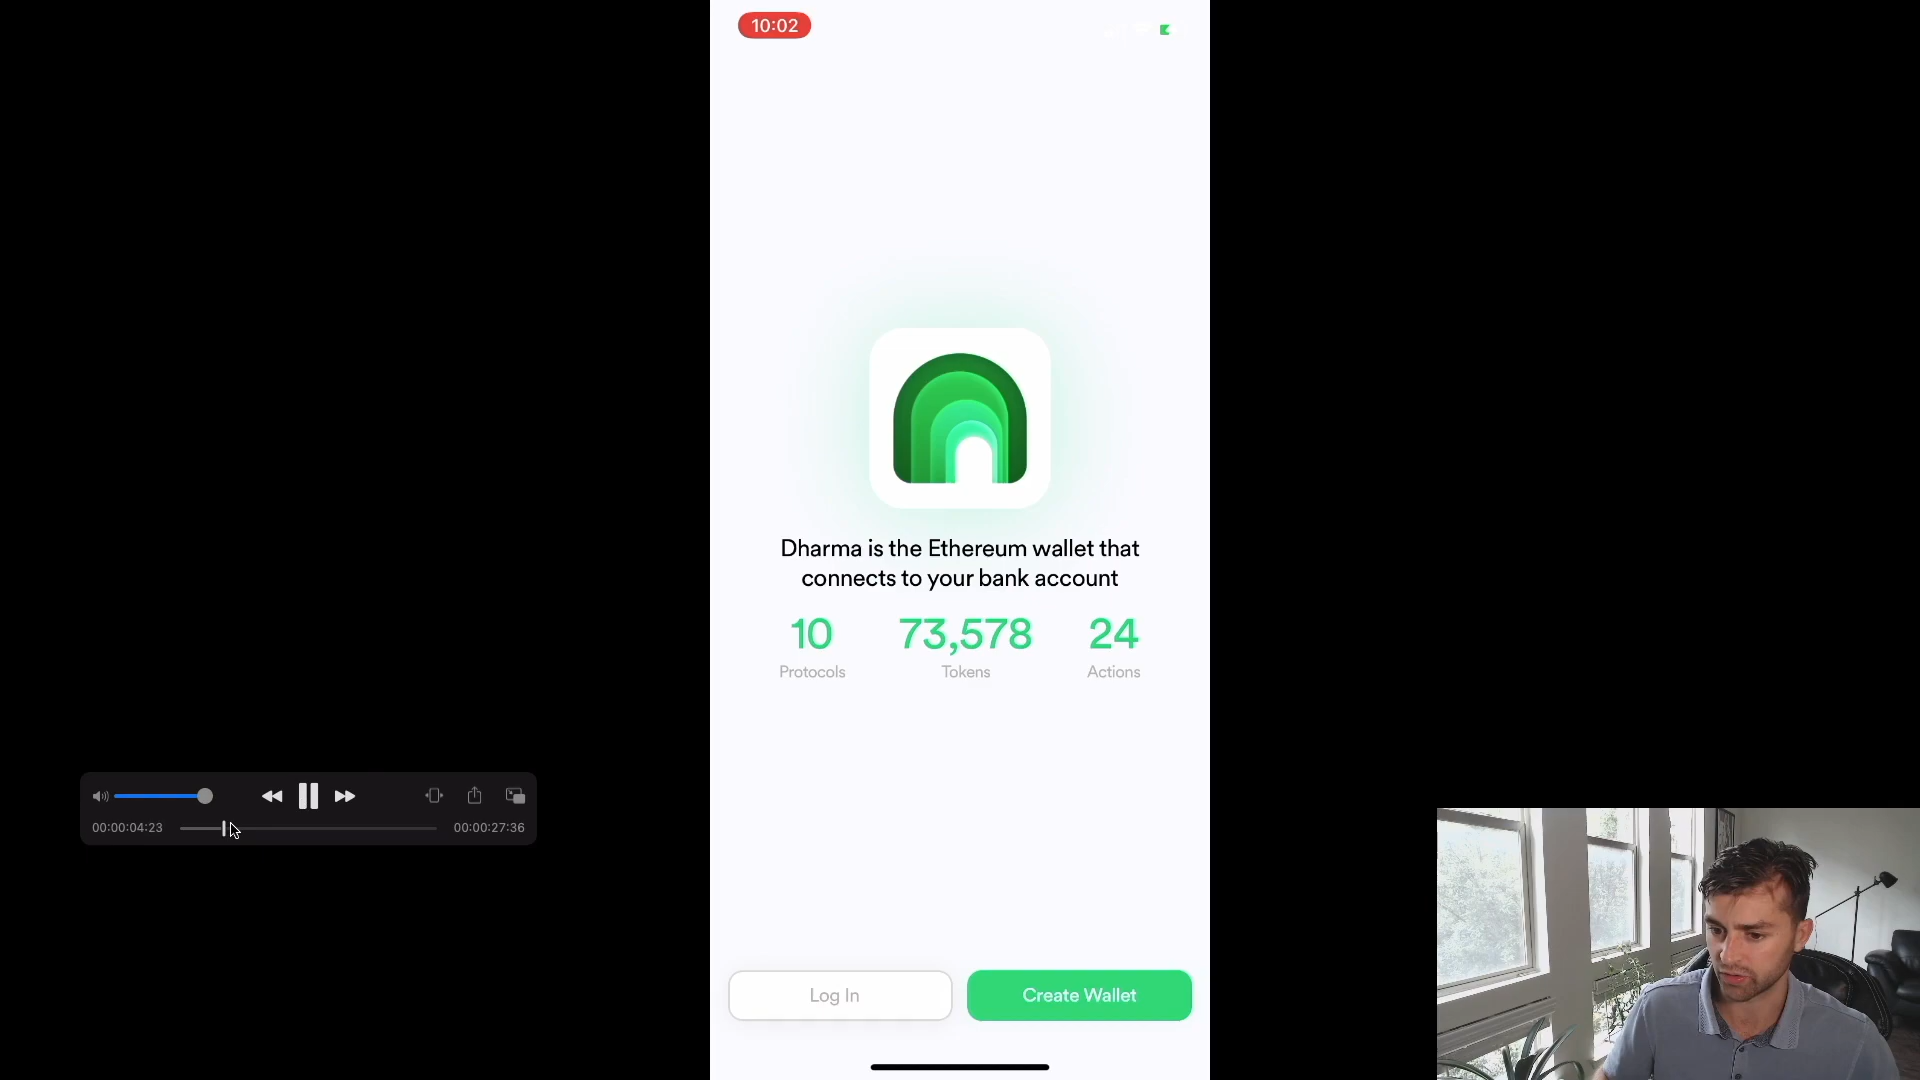 10:02
Dharma is the Ethereum wallet that
connects to your bank account
10 73,578 24
Protocols Tokens Actions
00:00:04:23 00:00:27:36
Log In Create Wallet